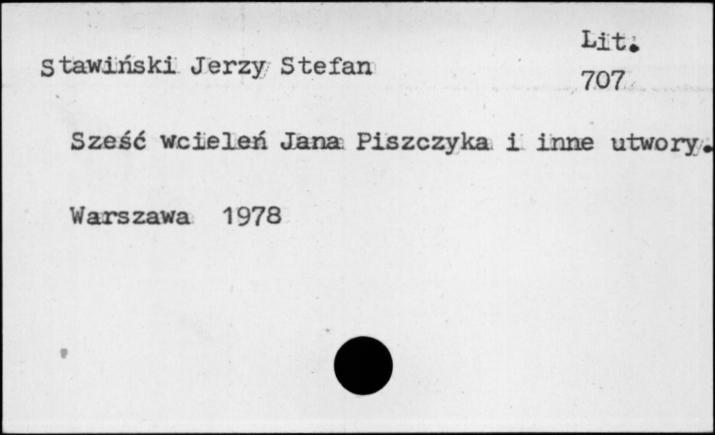 Lit.
Stawiński Jerzy Stefan
707
Sześć wcieleń Jana Piszczyka i inne utwory.
Warszawa 1978